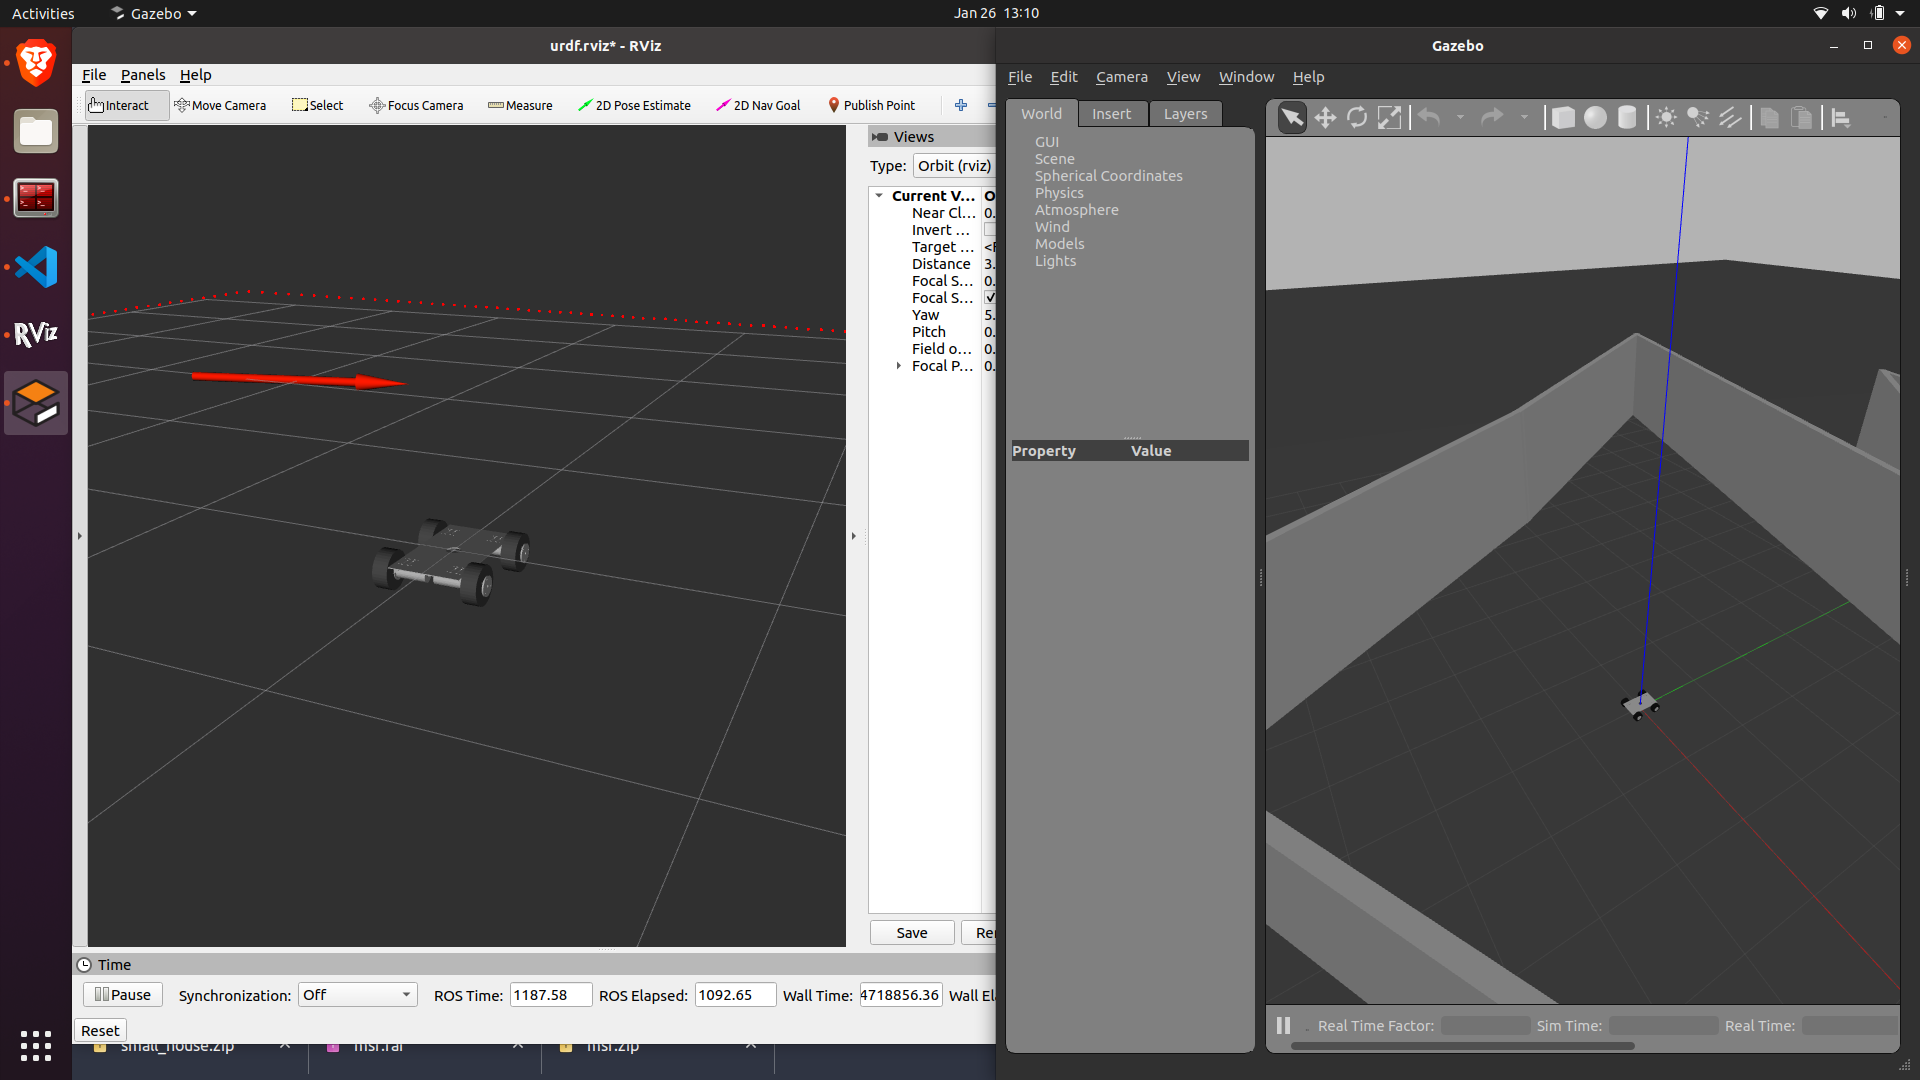 Activities
Gazebo
Jan 26 13:10
urdf.rviz* - RViz
File Panels Help
Interact Move Camera Select Focus Camera Measure 2D Pose Estimate 2D Nav Goal Publish Point
Views
Type: Orbit (rviz)
Current V...
Near Cl... 0.
Invert ...
Target ...
Distance 3.
Focal S... 0.
Focal S...
Yaw 5.
Pitch 0.
Field o... 0.
Focal P... 0.
Save
Time
Pause Synchronization: Off ROS Time: 1187.58 ROS Elapsed: 1092.65 Wall Time: 4718856.36
Reset
small_house.zip msr.rar msr.zip
RViz
Gazebo
File Edit Camera View Window Help
World Insert Layers
GUI
Scene
Spherical Coordinates
Physics
Atmosphere
Wind
Models
Lights
Property Value
Real Time Factor: Sim Time: Real Time: